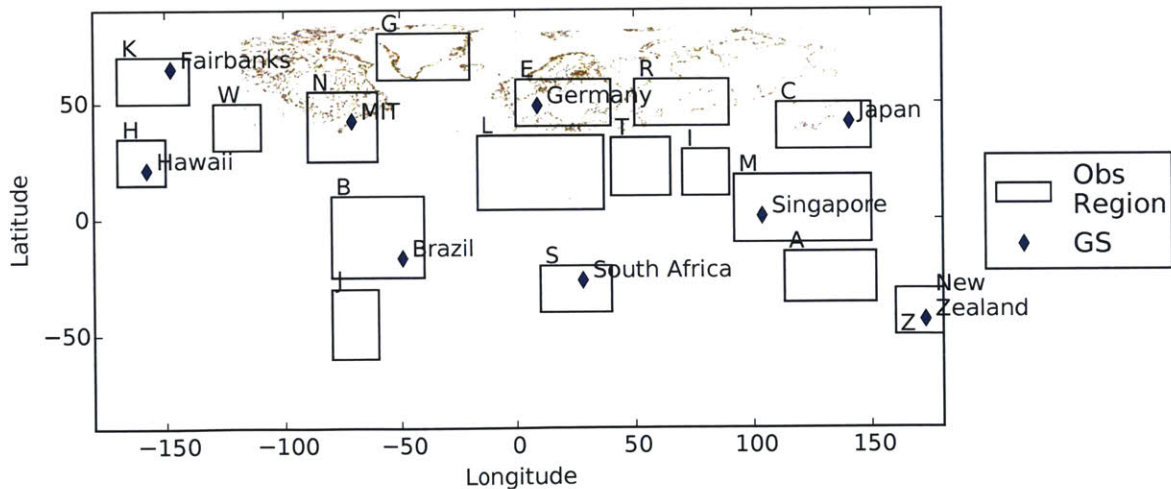 G
K
Fairbanks
E
R
W
N
Germany
C
MIT
Japan
50
H
L
T
I
Hawaii
M
B
Singapore
0
A
Brazil
S
South Africa
J
New
Zealand
Z
−50
−150
−100
−50
0
50
100
150
Latitude
Longitude
Obs
Region
GS